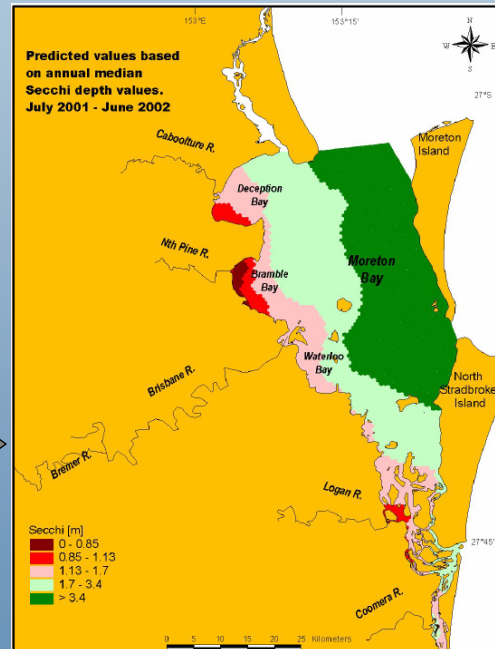 153°E
153°15'
Predicted values based
on annual median
Secchi depth values.
July 2001 - June 2002
N
W E
S
27°S
Caboolture R.
Moreton
Island
Deception
Bay
Nth Pine R.
Bramble
Bay
Moreton
Bay
Waterloo
Bay
Brisbane R.
North
Stradbroke
Island
Bremer R.
Logan R.
Secchi [m]
0 - 0.85
0.85 - 1.13
1.13 - 1.7
1.7 - 3.4
> 3.4
27°45'
Coomera R.
0 5 10 15 20 25 Kilometers